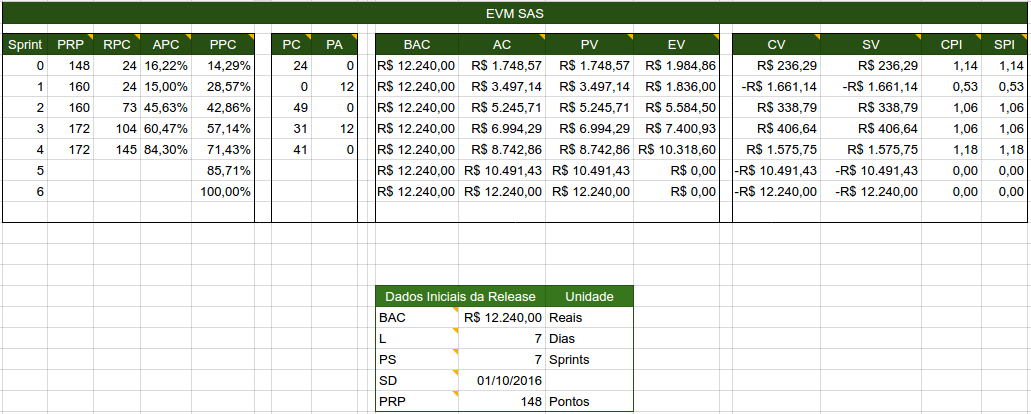 EVM SAS
Sprint PRP RPC APC PPC PC PA BAC AC PV EV CV SV CPI SPI
0 148 24 16,22% 14,29% 24 0 R$ 12.240,00 R$ 1.748,57 R$ 1.748,57 R$ 1.984,86 R$ 236,29 R$ 236,29 1,14 1,14
1 160 24 15,00% 28,57% 0 12 R$ 12.240,00 R$ 3.497,14 R$ 3.497,14 R$ 1.836,00 -R$ 1.661,14 -R$ 1.661,14 0,53 0,53
2 160 73 45,63% 42,86% 49 0 R$ 12.240,00 R$ 5.245,71 R$ 5.245,71 R$ 5.584,50 R$ 338,79 R$ 338,79 1,06 1,06
3 172 104 60,47% 57,14% 31 12 R$ 12.240,00 R$ 6.994,29 R$ 6.994,29 R$ 7.400,93 R$ 406,64 R$ 406,64 1,06 1,06
4 172 145 84,30% 71,43% 41 0 R$ 12.240,00 R$ 8.742,86 R$ 8.742,86 R$ 10.318,60 R$ 1.575,75 R$ 1.575,75 1,18 1,18
5 85,71% R$ 12.240,00 R$ 10.491,43 R$ 10.491,43 R$ 0,00 -R$ 10.491,43 -R$ 10.491,43 0,00 0,00
6 100,00% R$ 12.240,00 R$ 12.240,00 R$ 12.240,00 R$ 0,00 -R$ 12.240,00 -R$ 12.240,00 0,00 0,00
Dados Iniciais da Release Unidade
BAC R$ 12.240,00 Reais
L 7 Dias
PS 7 Sprints
SD 01/10/2016
PRP 148 Pontos